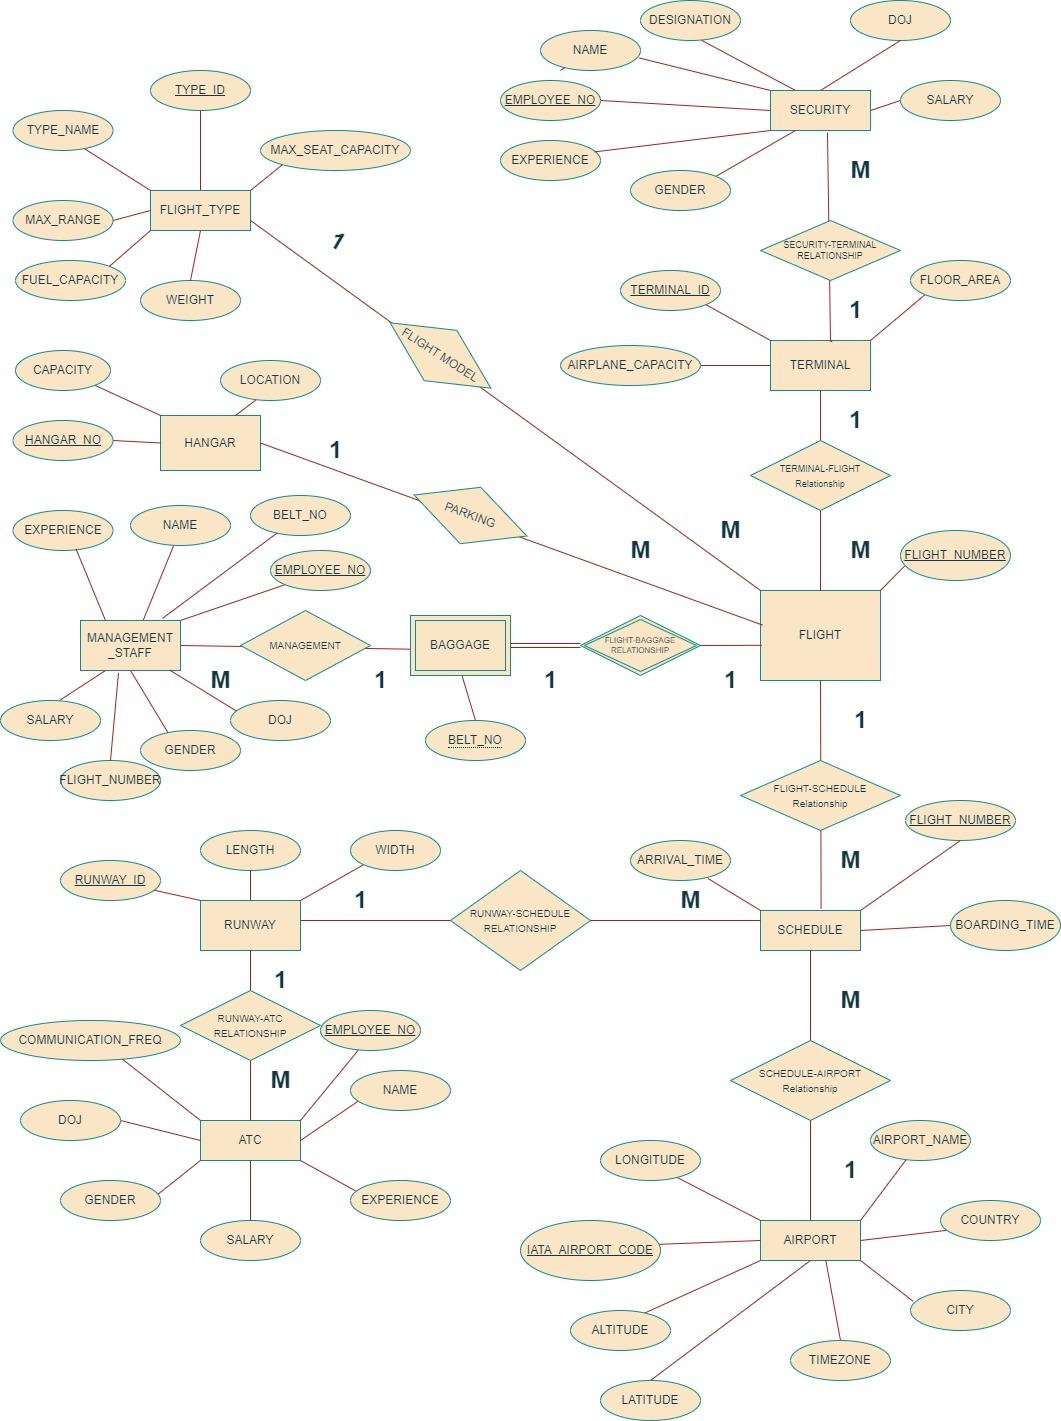 DESIGNATION
DOJ
NAME
TYPE_ID
EMPLOYEE_NO
SALARY
SECURITY
TYPE_NAME
MAX_SEAT_CAPACITY
EXPERIENCE
M
GENDER
FLIGHT_TYPE
MAX_RANGE
1
SECURITY-TERMINAL
RELATIONSHIP
FUEL_CAPACITY
WEIGHT
TERMINAL_ID
FLOOR_AREA
1
FLIGHT MODEL
AIRPLANE_CAPACITY
TERMINAL
CAPACITY
LOCATION
1
HANGAR_NO
HANGAR
1
TERMINAL-FLIGHT
Relationship
PARKING
BELT_NO
NAME
EXPERIENCE
M
M
M
FLIGHT_NUMBER
EMPLOYEE_NO
MANAGEMENT
_STAFF
MANAGEMENT
BAGGAGE
FLIGHT-BAGGAGE
RELATIONSHIP
FLIGHT
M
1
1
1
SALARY
DOJ
1
BELT_NO
GENDER
FLIGHT_NUMBER
FLIGHT-SCHEDULE
Relationship
FLIGHT_NUMBER
LENGTH
WIDTH
ARRIVAL_TIME
M
RUNWAY_ID
1
M
RUNWAY
RUNWAY-SCHEDULE
RELATIONSHIP
SCHEDULE
BOARDING_TIME
1
M
RUNWAY-ATC
RELATIONSHIP
EMPLOYEE_NO
COMMUNICATION_FREQ
M
SCHEDULE-AIRPORT
Relationship
NAME
DOJ
ATC
AIRPORT_NAME
LONGITUDE
1
GENDER
EXPERIENCE
COUNTRY
SALARY
IATA_AIRPORT_CODE
AIRPORT
CITY
ALTITUDE
TIMEZONE
LATITUDE